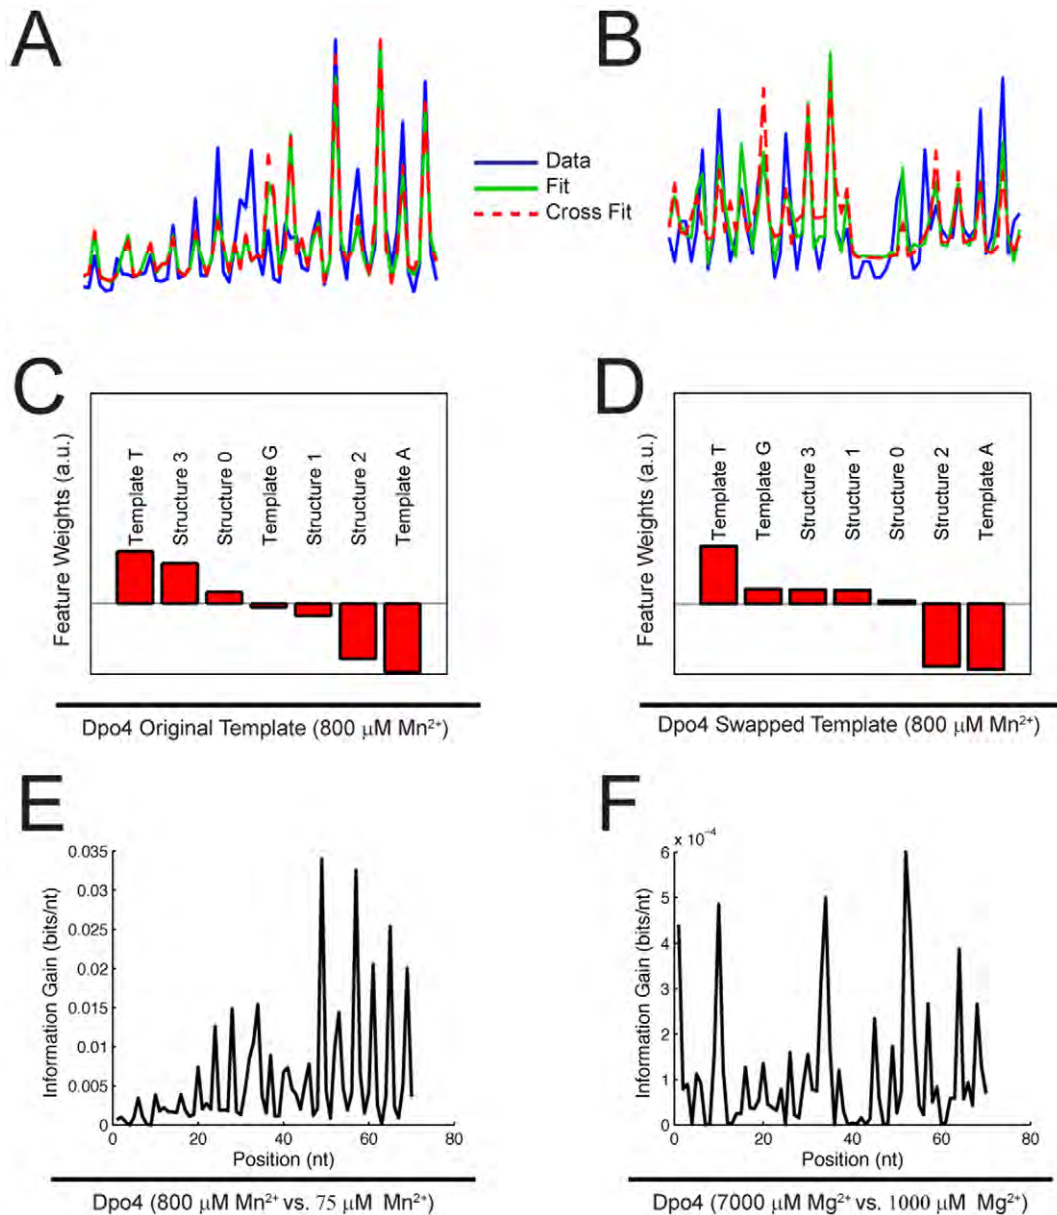 A
B
Data
Fit
Cross Fit
C
D
Feature Weights (a.u.)
Template T
Structure 3
Structure 0
Template G
Structure 1
Structure 2
Template A
Feature Weights (a.u.)
Template T
Template G
Structure 3
Structure 1
Structure 0
Structure 2
Template A
Dpo4 Original Template (800 μM Mn²⁺)
Dpo4 Swapped Template (800 μM Mn²⁺)
E
F
Information Gain (bits/nt)
0.035
0.03
0.025
0.02
0.015
0.01
0.005
0
0 20 40 60 80
Position (nt)
x 10⁻⁴
Information Gain (bits/nt)
6
5
4
3
2
1
0
0 20 40 60 80
Position (nt)
Dpo4 (800 μM Mn²⁺ vs. 75 μM Mn²⁺)
Dpo4 (7000 μM Mg²⁺ vs. 1000 μM Mg²⁺)